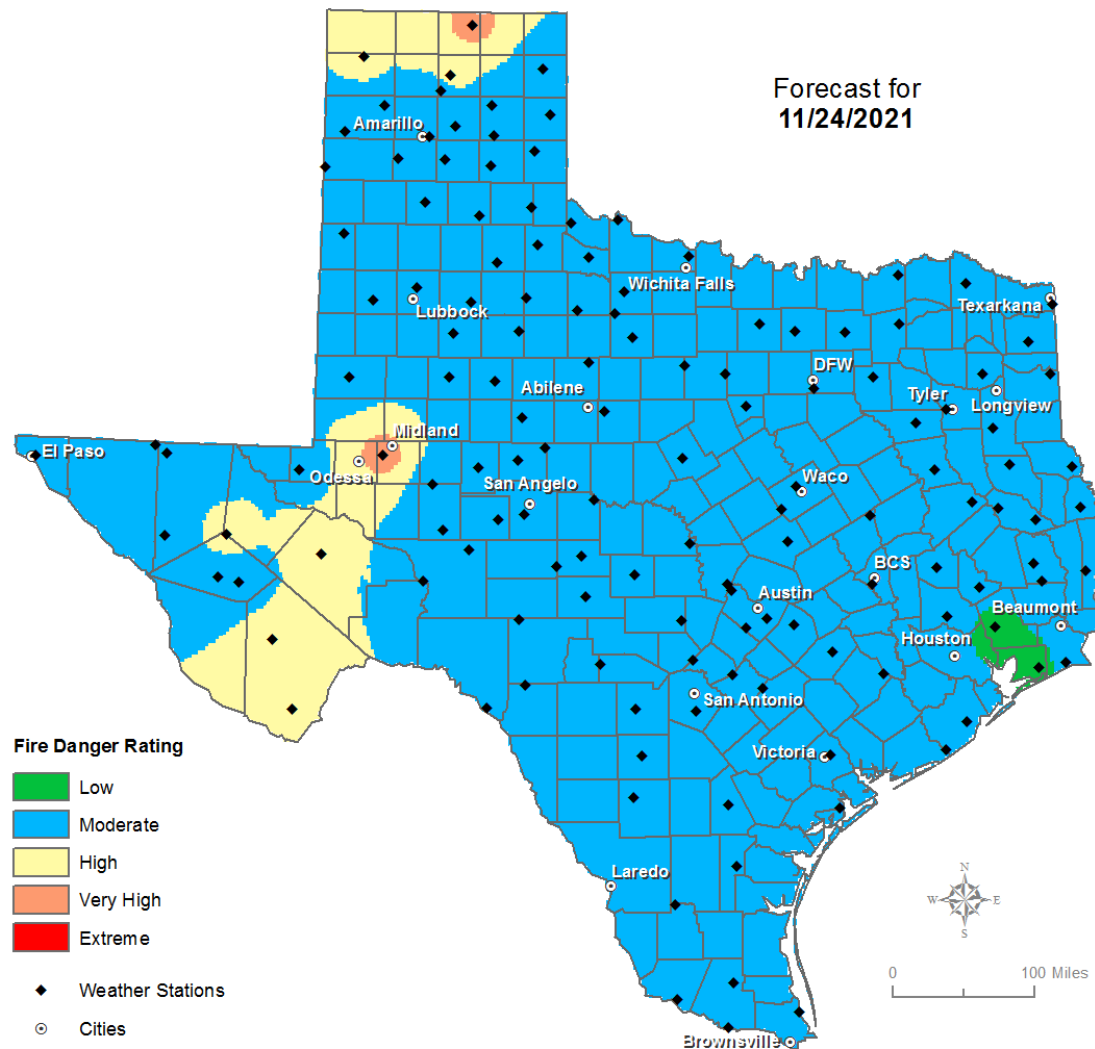 Forecast for
11/24/2021
Amarillo
Wichita Falls
Lubbock
Texarkana
DFW
Abilene
Tyler
Longview
Midland
El Paso
Odessa
San Angelo
Waco
BCS
Austin
Beaumont
Houston
San Antonio
Victoria
Laredo
Brownsville
Fire Danger Rating
Low
Moderate
High
Very High
Extreme
Weather Stations
Cities
N
W E
S
0 100 Miles